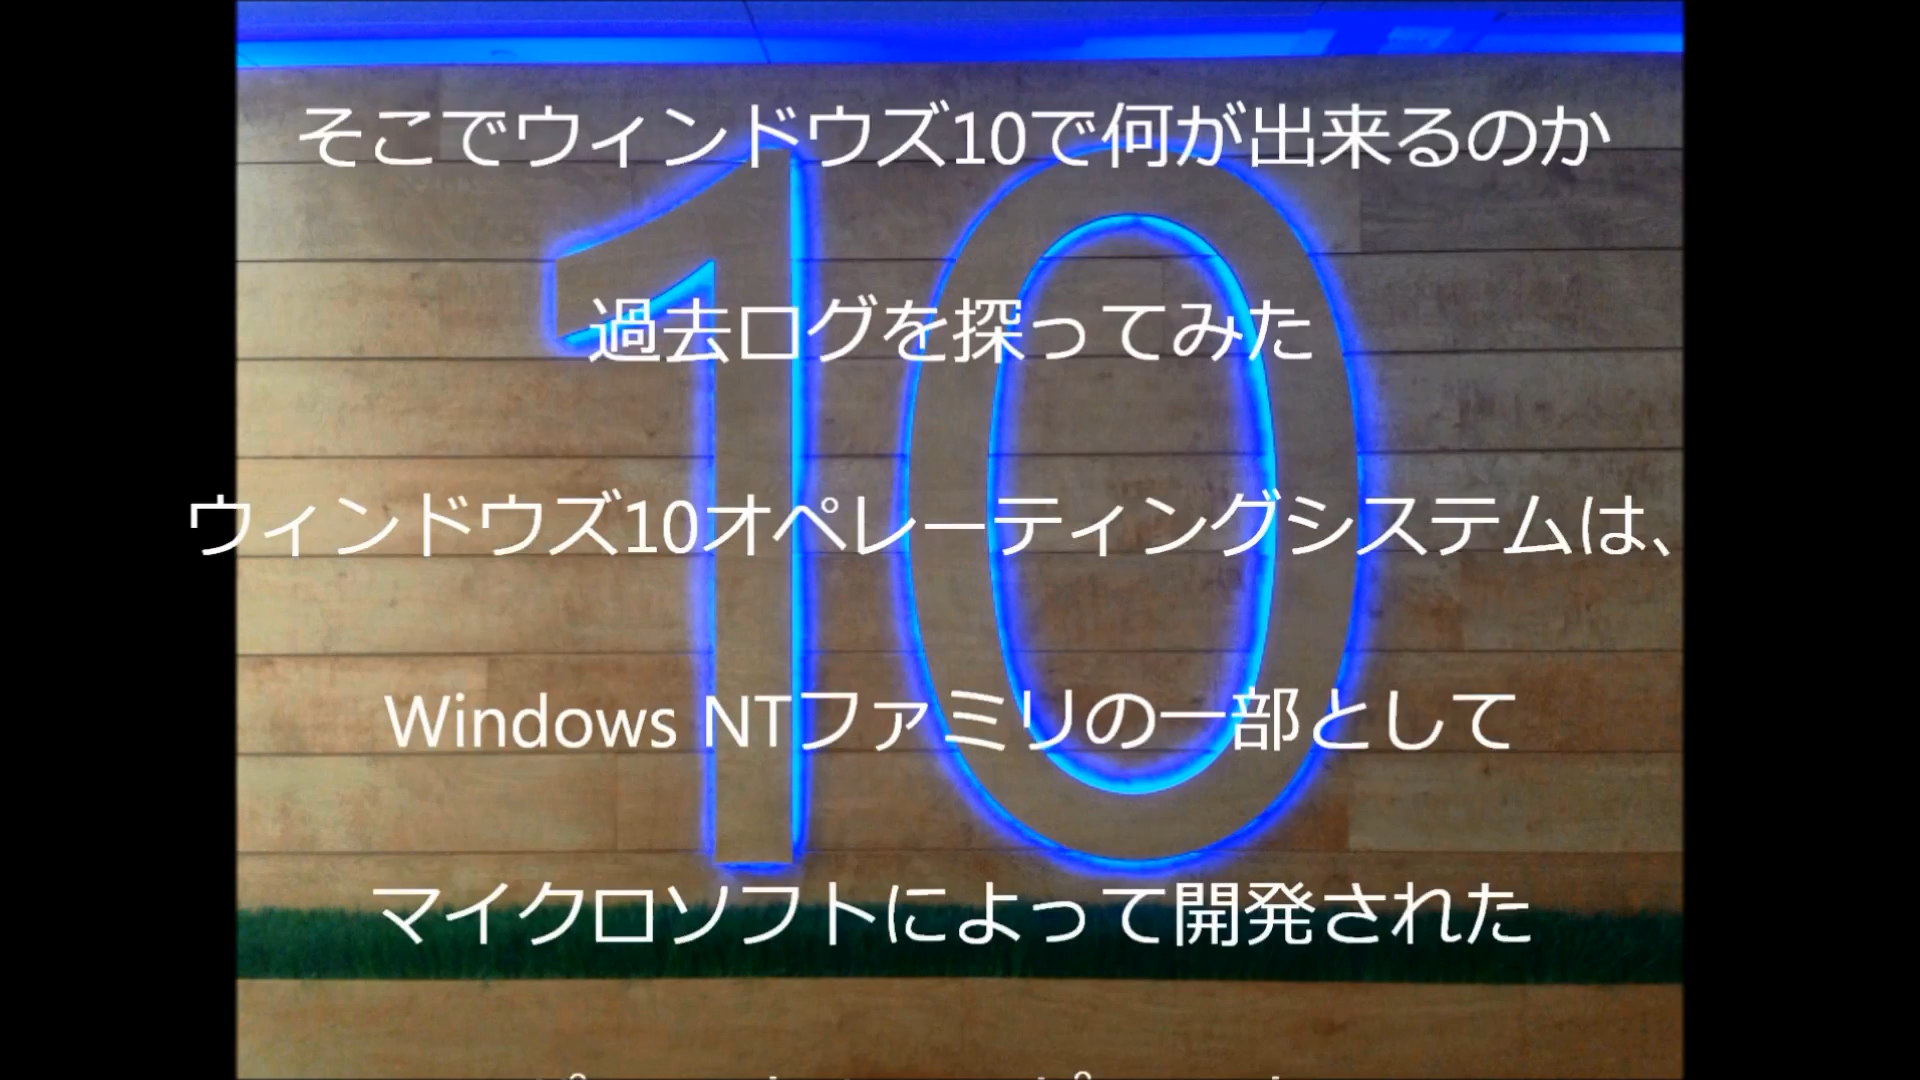 そこでウィンドウズ10で何が出来るのか
過去ログを探ってみた
ウィンドウズ10オペレーティングシステムは、
Windows NTファミリの一部として
マイクロソフトによって開発された
10